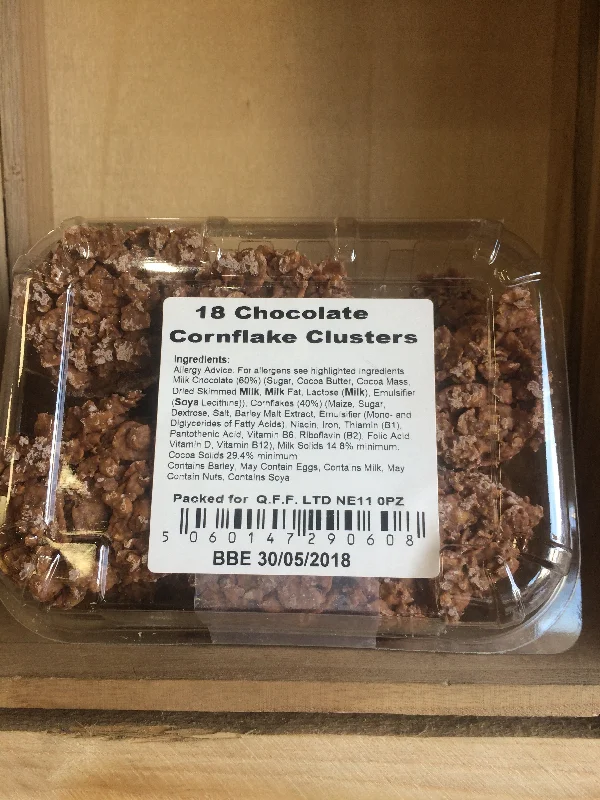 18 Chocolate
Cornflake Clusters
Ingredients:
Allergy Advice. For allergens see highlighted ingredients
Milk Chocolate (60%) (Sugar, Cocoa Butter, Cocoa Mass,
Dried Skimmed Milk, Milk Fat, Lactose (Milk), Emulsifier
(Soya Lecithins)), Cornflakes (40%) (Maize, Sugar,
Dextrose, Salt, Barley Malt Extract, Emulsifier (Mono- and
Diglycerides of Fatty Acids), Niacin, Iron, Thiamin (B1),
Pantothenic Acid, Vitamin B6, Riboflavin (B2), Folic Acid
Vitamin D, Vitamin B12), Milk Solids 14.8% minimum,
Cocoa Solids 29.4% minimum
Contains Barley, May Contain Eggs, Contains Milk, May
Contain Nuts, Contains Soya
Packed for Q.F.F. LTD NE11 0PZ
5 060147 290608
BBE 30/05/2018